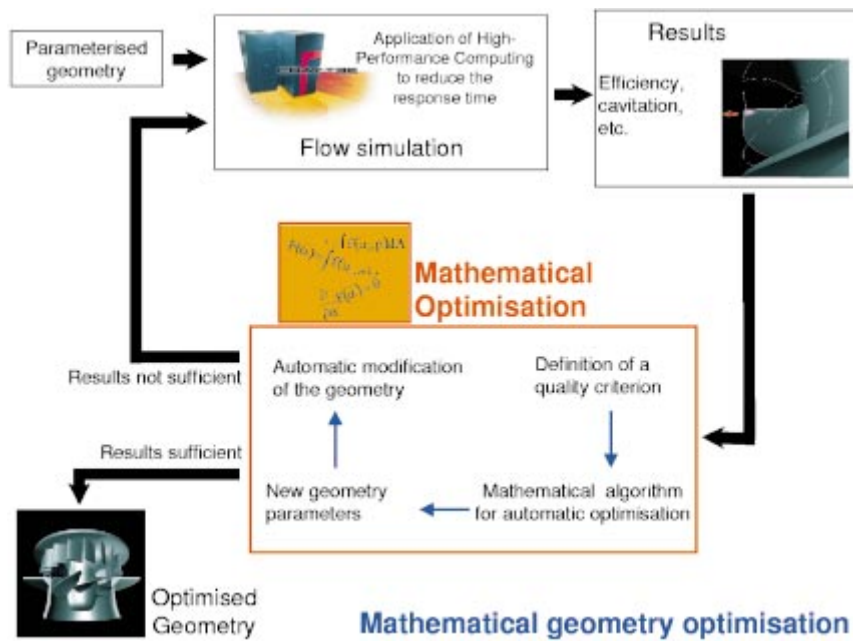 Parameterised
geometry
Application of High-
Performance Computing
to reduce the
response time
Flow simulation
Results
Efficiency,
cavitation,
etc.
Mathematical
Optimisation
Automatic modification
of the geometry
Definition of a
quality criterion
New geometry
parameters
Mathematical algorithm
for automatic optimisation
Results not sufficient
Results sufficient
Optimised
Geometry
Mathematical geometry optimisation